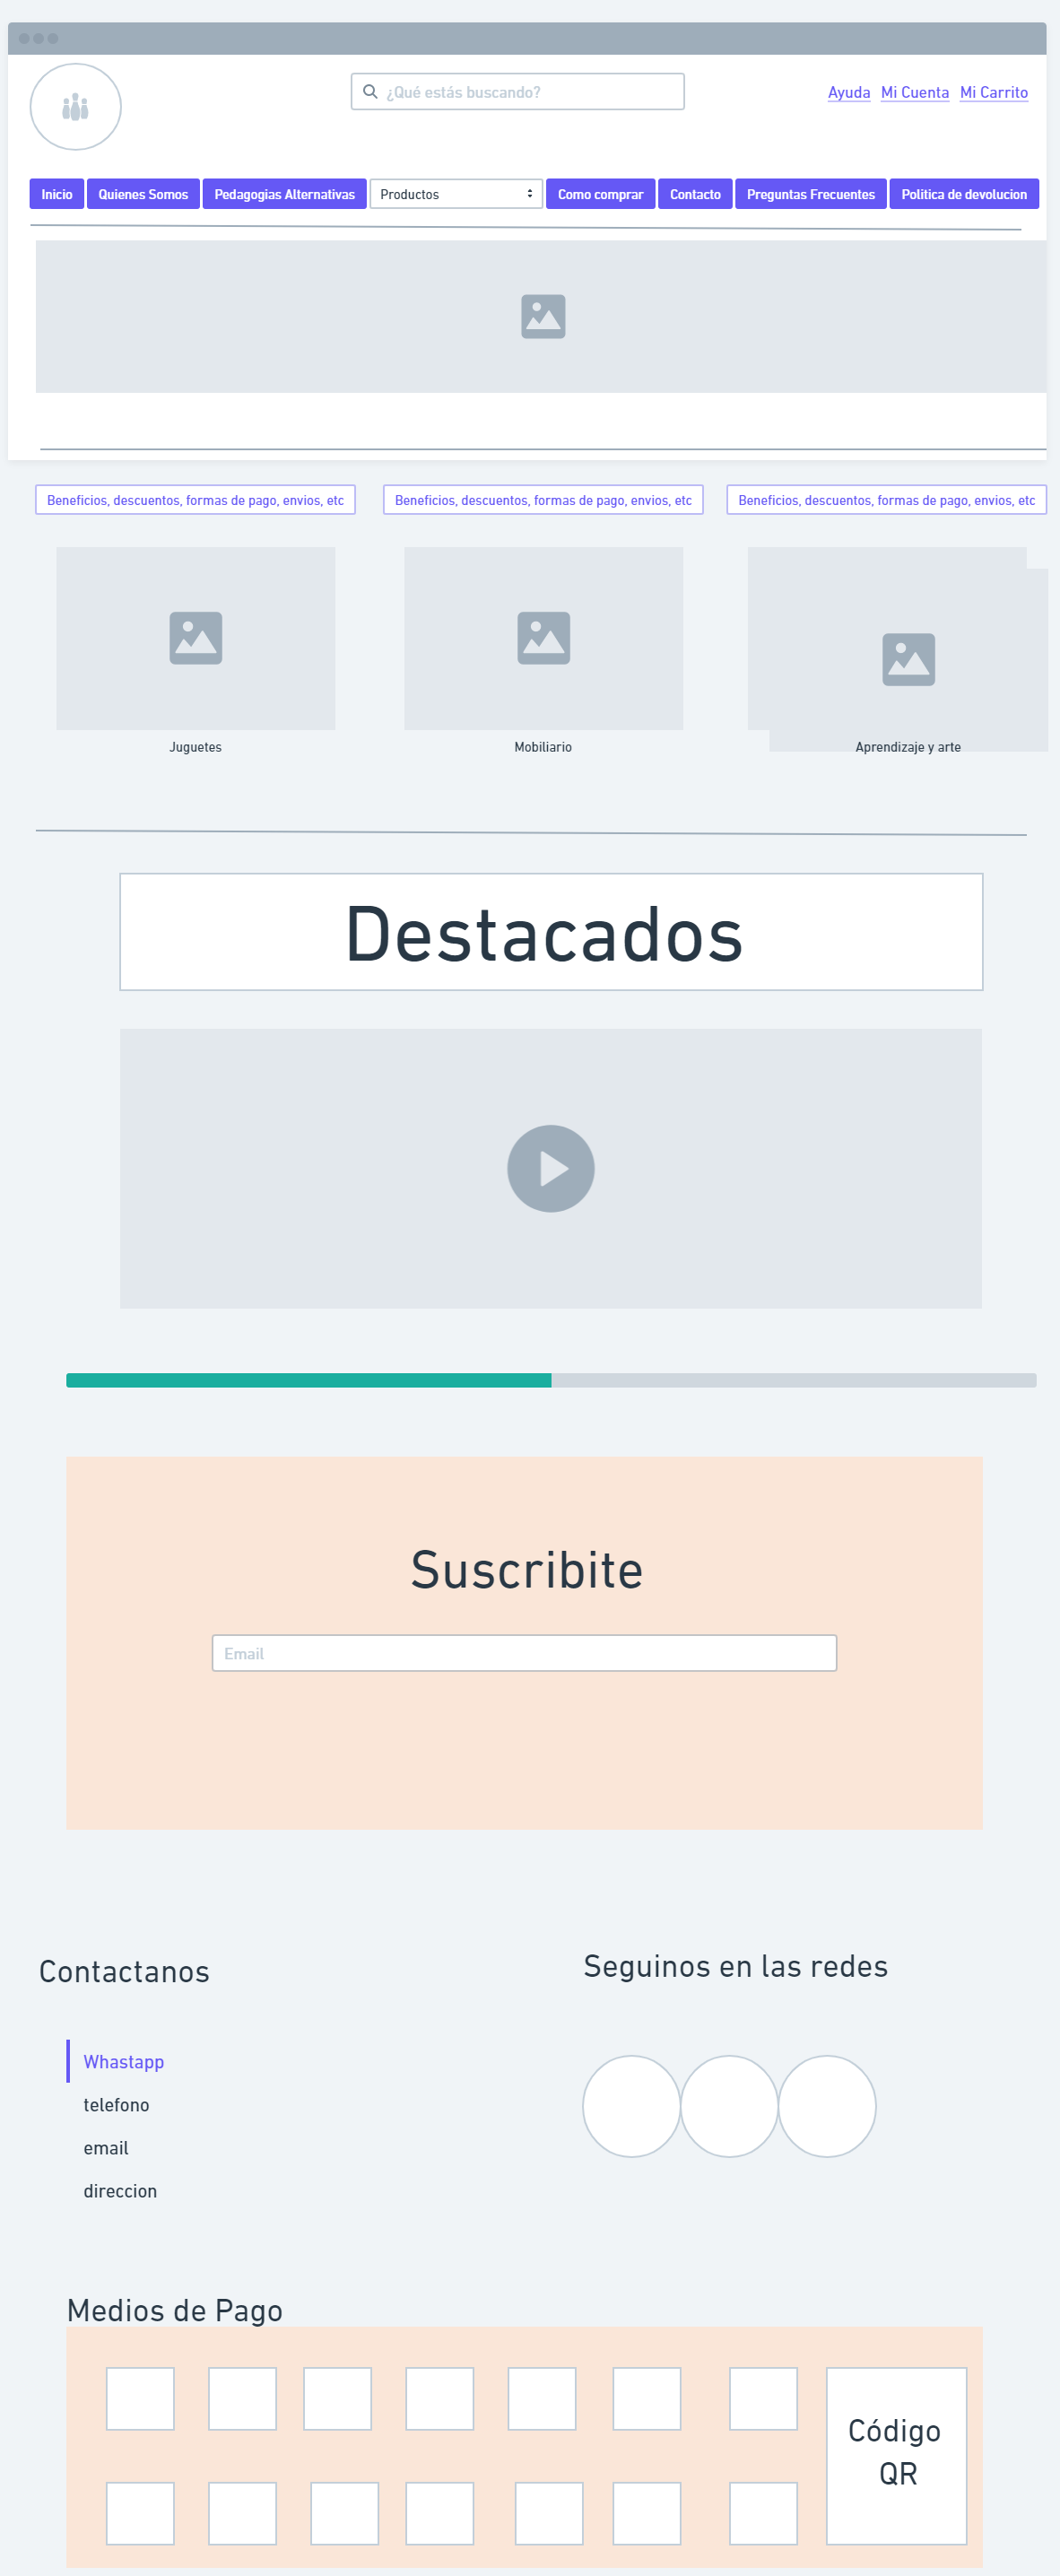 ¿Qué estás buscando?
Ayuda Mi Cuenta Mi Carrito
Inicio Quienes Somos Pedagogias Alternativas Productos Como comprar Contacto Preguntas Frecuentes Politica de devolucion
Beneficios, descuentos, formas de pago, envios, etc
Beneficios, descuentos, formas de pago, envios, etc
Beneficios, descuentos, formas de pago, envios, etc
Juguetes
Mobiliario
Aprendizaje y arte
Destacados
Suscribite
Email
Contactanos
Whastapp
telefono
email
direccion
Seguinos en las redes
Medios de Pago
Código
QR